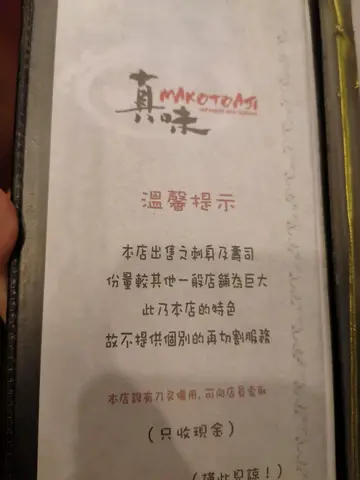 真味
MAKOTOAJI
溫馨提示
本店出售之刺身及壽司
份量較其他一般店舖為巨大
此乃本店的特色
故不提供個別的再切割服務
本店設有刀叉備用,可向店員索取
(只收現金)
(謹此見諒!)